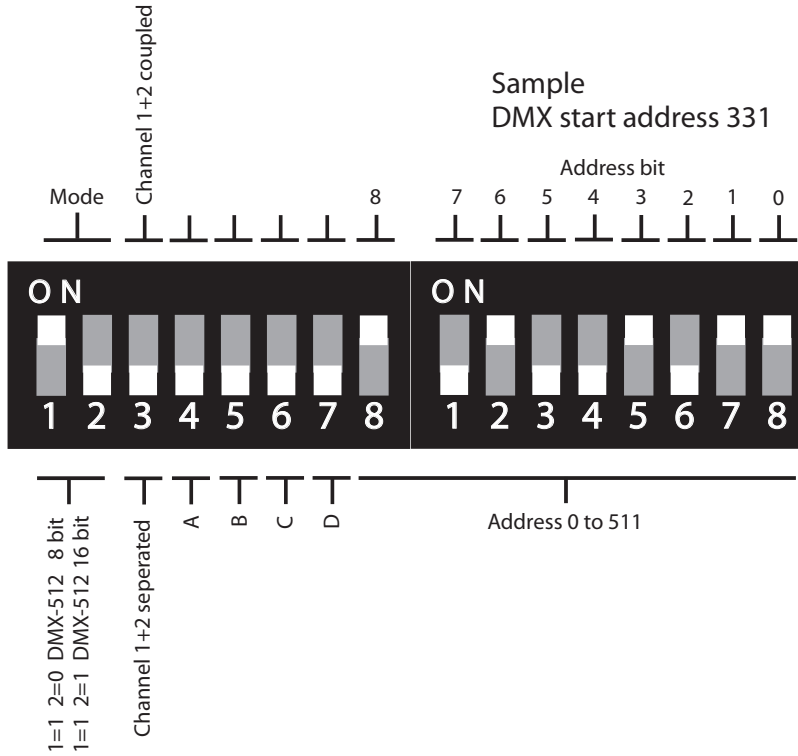 Channel 1+2 coupled
Sample
DMX start address 331
Address bit
Mode
8
7 6 5 4 3 2 1 0
ON
ON
1 2 3 4 5 6 7 8
1 2 3 4 5 6 7 8
1=1 2=0 DMX-512 8 bit
1=1 2=1 DMX-512 16 bit
Channel 1+2 seperated
A
B
C
D
Address 0 to 511